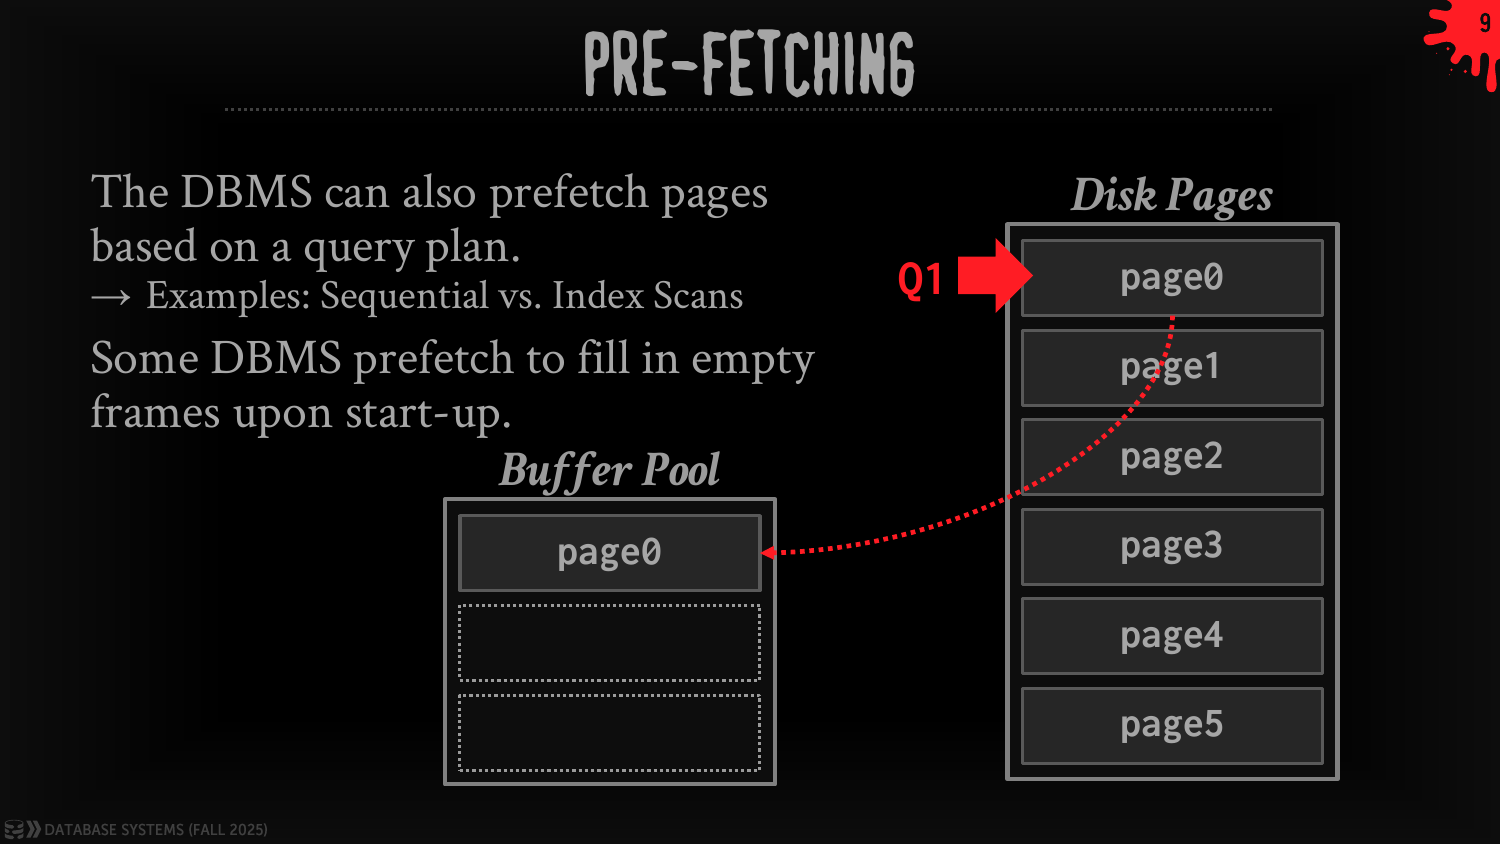 PRE-FETCHING
9
The DBMS can also prefetch pages
based on a query plan.
→ Examples: Sequential vs. Index Scans
Some DBMS prefetch to fill in empty
frames upon start-up.
Buffer Pool
page0
Disk Pages
Q1
page0
page1
page2
page3
page4
page5
DATABASE SYSTEMS (FALL 2025)